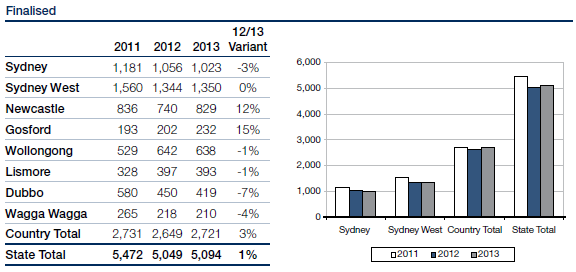 Finalised
12/13
2011 2012 2013 Variant
Sydney 1,181 1,056 1,023 -3%
Sydney West 1,560 1,344 1,350 0%
Newcastle 836 740 829 12%
Gosford 193 202 232 15%
Wollongong 529 642 638 -1%
Lismore 328 397 393 -1%
Dubbo 580 450 419 -7%
Wagga Wagga 265 218 210 -4%
Country Total 2,731 2,649 2,721 3%
State Total 5,472 5,049 5,094 1%
6,000
5,000
4,000
3,000
2,000
1,000
0
Sydney Sydney West Country Total State Total
2011 2012 2013